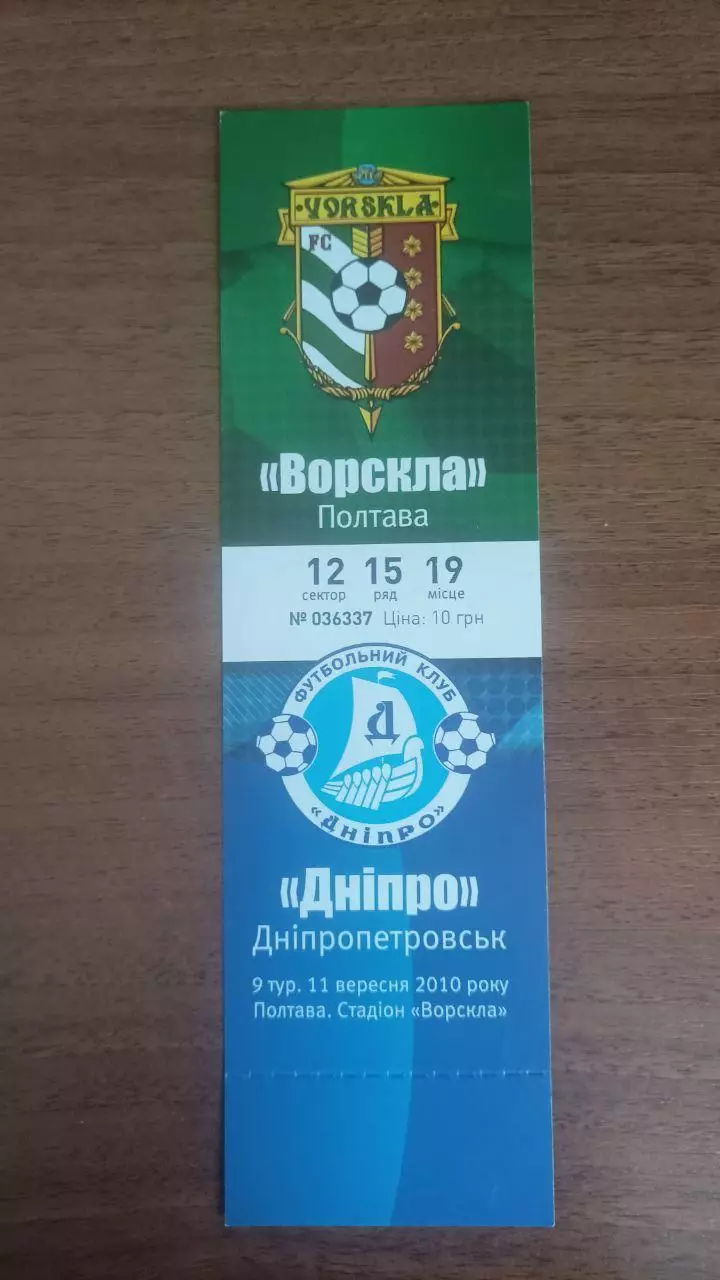 VORSKLA
FC
«Ворскла»
Полтава
12 15 19
сектор ряд місце
№ 036337 Ціна: 10 грн
ФУТБОЛЬНИЙ КЛУБ
Д
«ДНІПРО»
«Дніпро»
Дніпропетровськ
9 тур. 11 вересня 2010 року
Полтава. Стадіон «Ворскла»